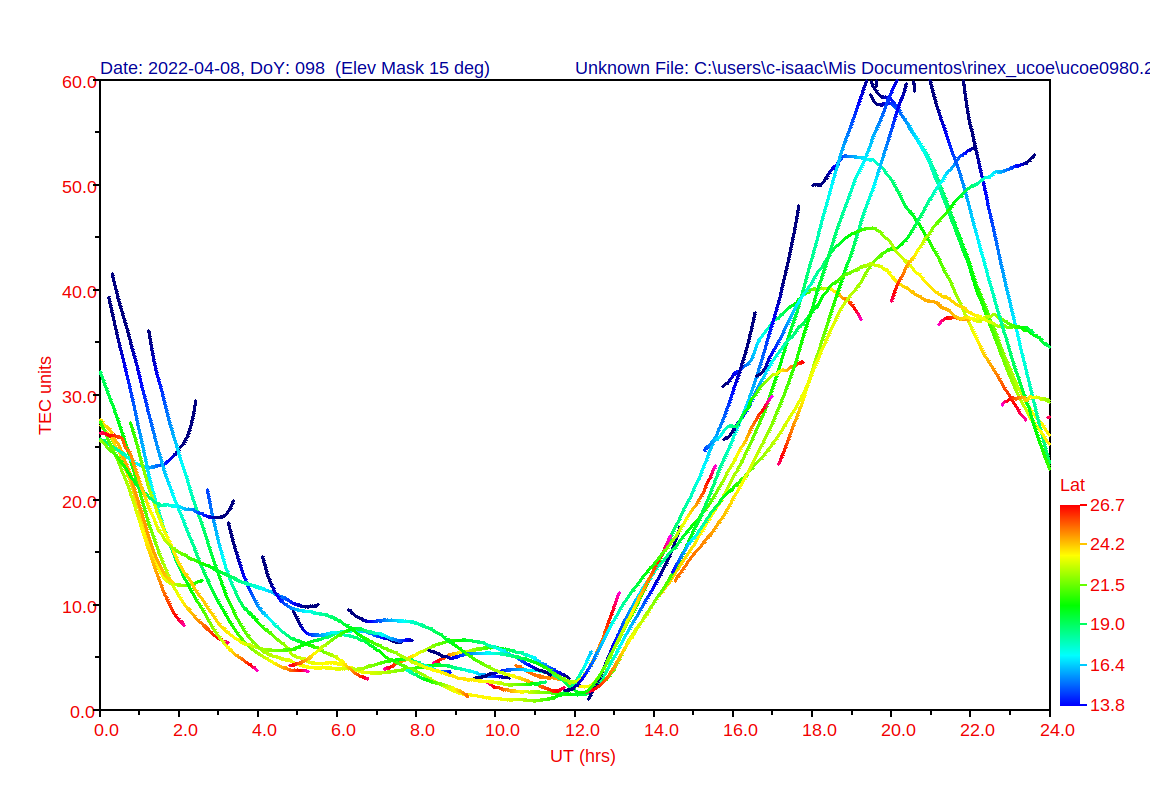 Date: 2022-04-08, DoY: 098  (Elev Mask 15 deg) Unknown File: C:\users\c-isaac\Mis Documentos\rinex_ucoe\ucoe0980.2
60.0
50.0
40.0
30.0
20.0
10.0
0.0
TEC units
0.0 2.0 4.0 6.0 8.0 10.0 12.0 14.0 16.0 18.0 20.0 22.0 24.0
UT (hrs)
Lat
26.7
24.2
21.5
19.0
16.4
13.8